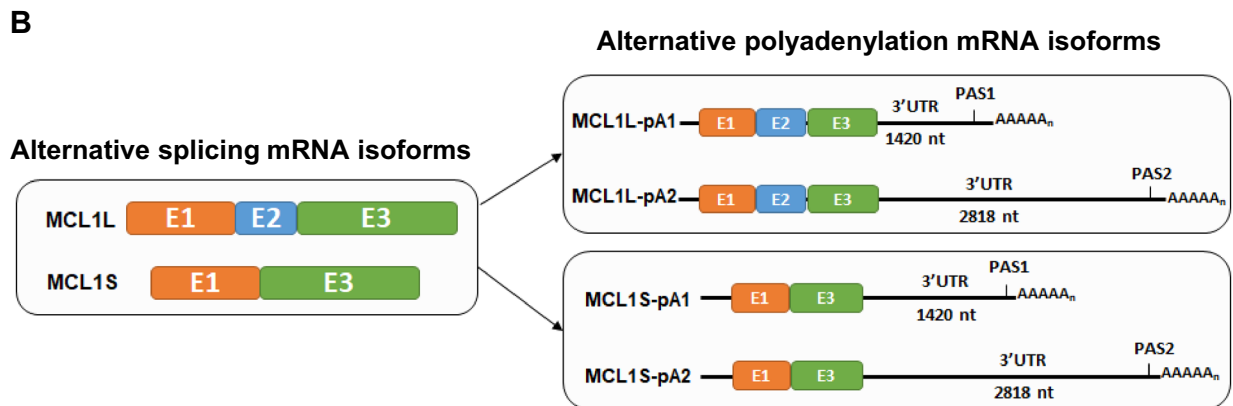 B
Alternative splicing mRNA isoforms
MCL1L E1 E2 E3
MCL1S E1 E3
Alternative polyadenylation mRNA isoforms
3'UTR PAS1
MCL1L-pA1 E1 E2 E3 AAAAAn
1420 nt
3'UTR PAS2
MCL1L-pA2 E1 E2 E3 AAAAAn
2818 nt
3'UTR PAS1
MCL1S-pA1 E1 E3 AAAAAn
1420 nt
3'UTR PAS2
MCL1S-pA2 E1 E3 AAAAAn
2818 nt